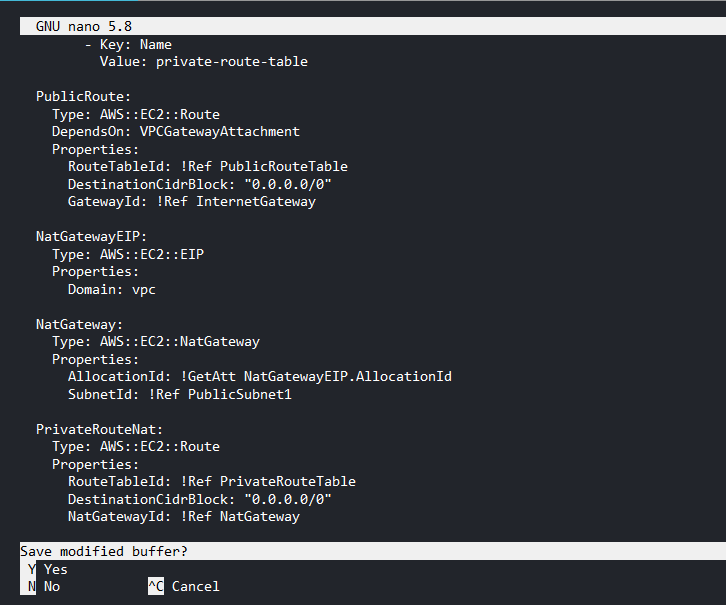 GNU nano 5.8
- Key: Name
Value: private-route-table
PublicRoute:
Type: AWS::EC2::Route
DependsOn: VPCGatewayAttachment
Properties:
RouteTableId: !Ref PublicRouteTable
DestinationCidrBlock: "0.0.0.0/0"
GatewayId: !Ref InternetGateway
NatGatewayEIP:
Type: AWS::EC2::EIP
Properties:
Domain: vpc
NatGateway:
Type: AWS::EC2::NatGateway
Properties:
AllocationId: !GetAtt NatGatewayEIP.AllocationId
SubnetId: !Ref PublicSubnet1
PrivateRouteNat:
Type: AWS::EC2::Route
Properties:
RouteTableId: !Ref PrivateRouteTable
DestinationCidrBlock: "0.0.0.0/0"
NatGatewayId: !Ref NatGateway
Save modified buffer?
Y Yes
N No ^C Cancel